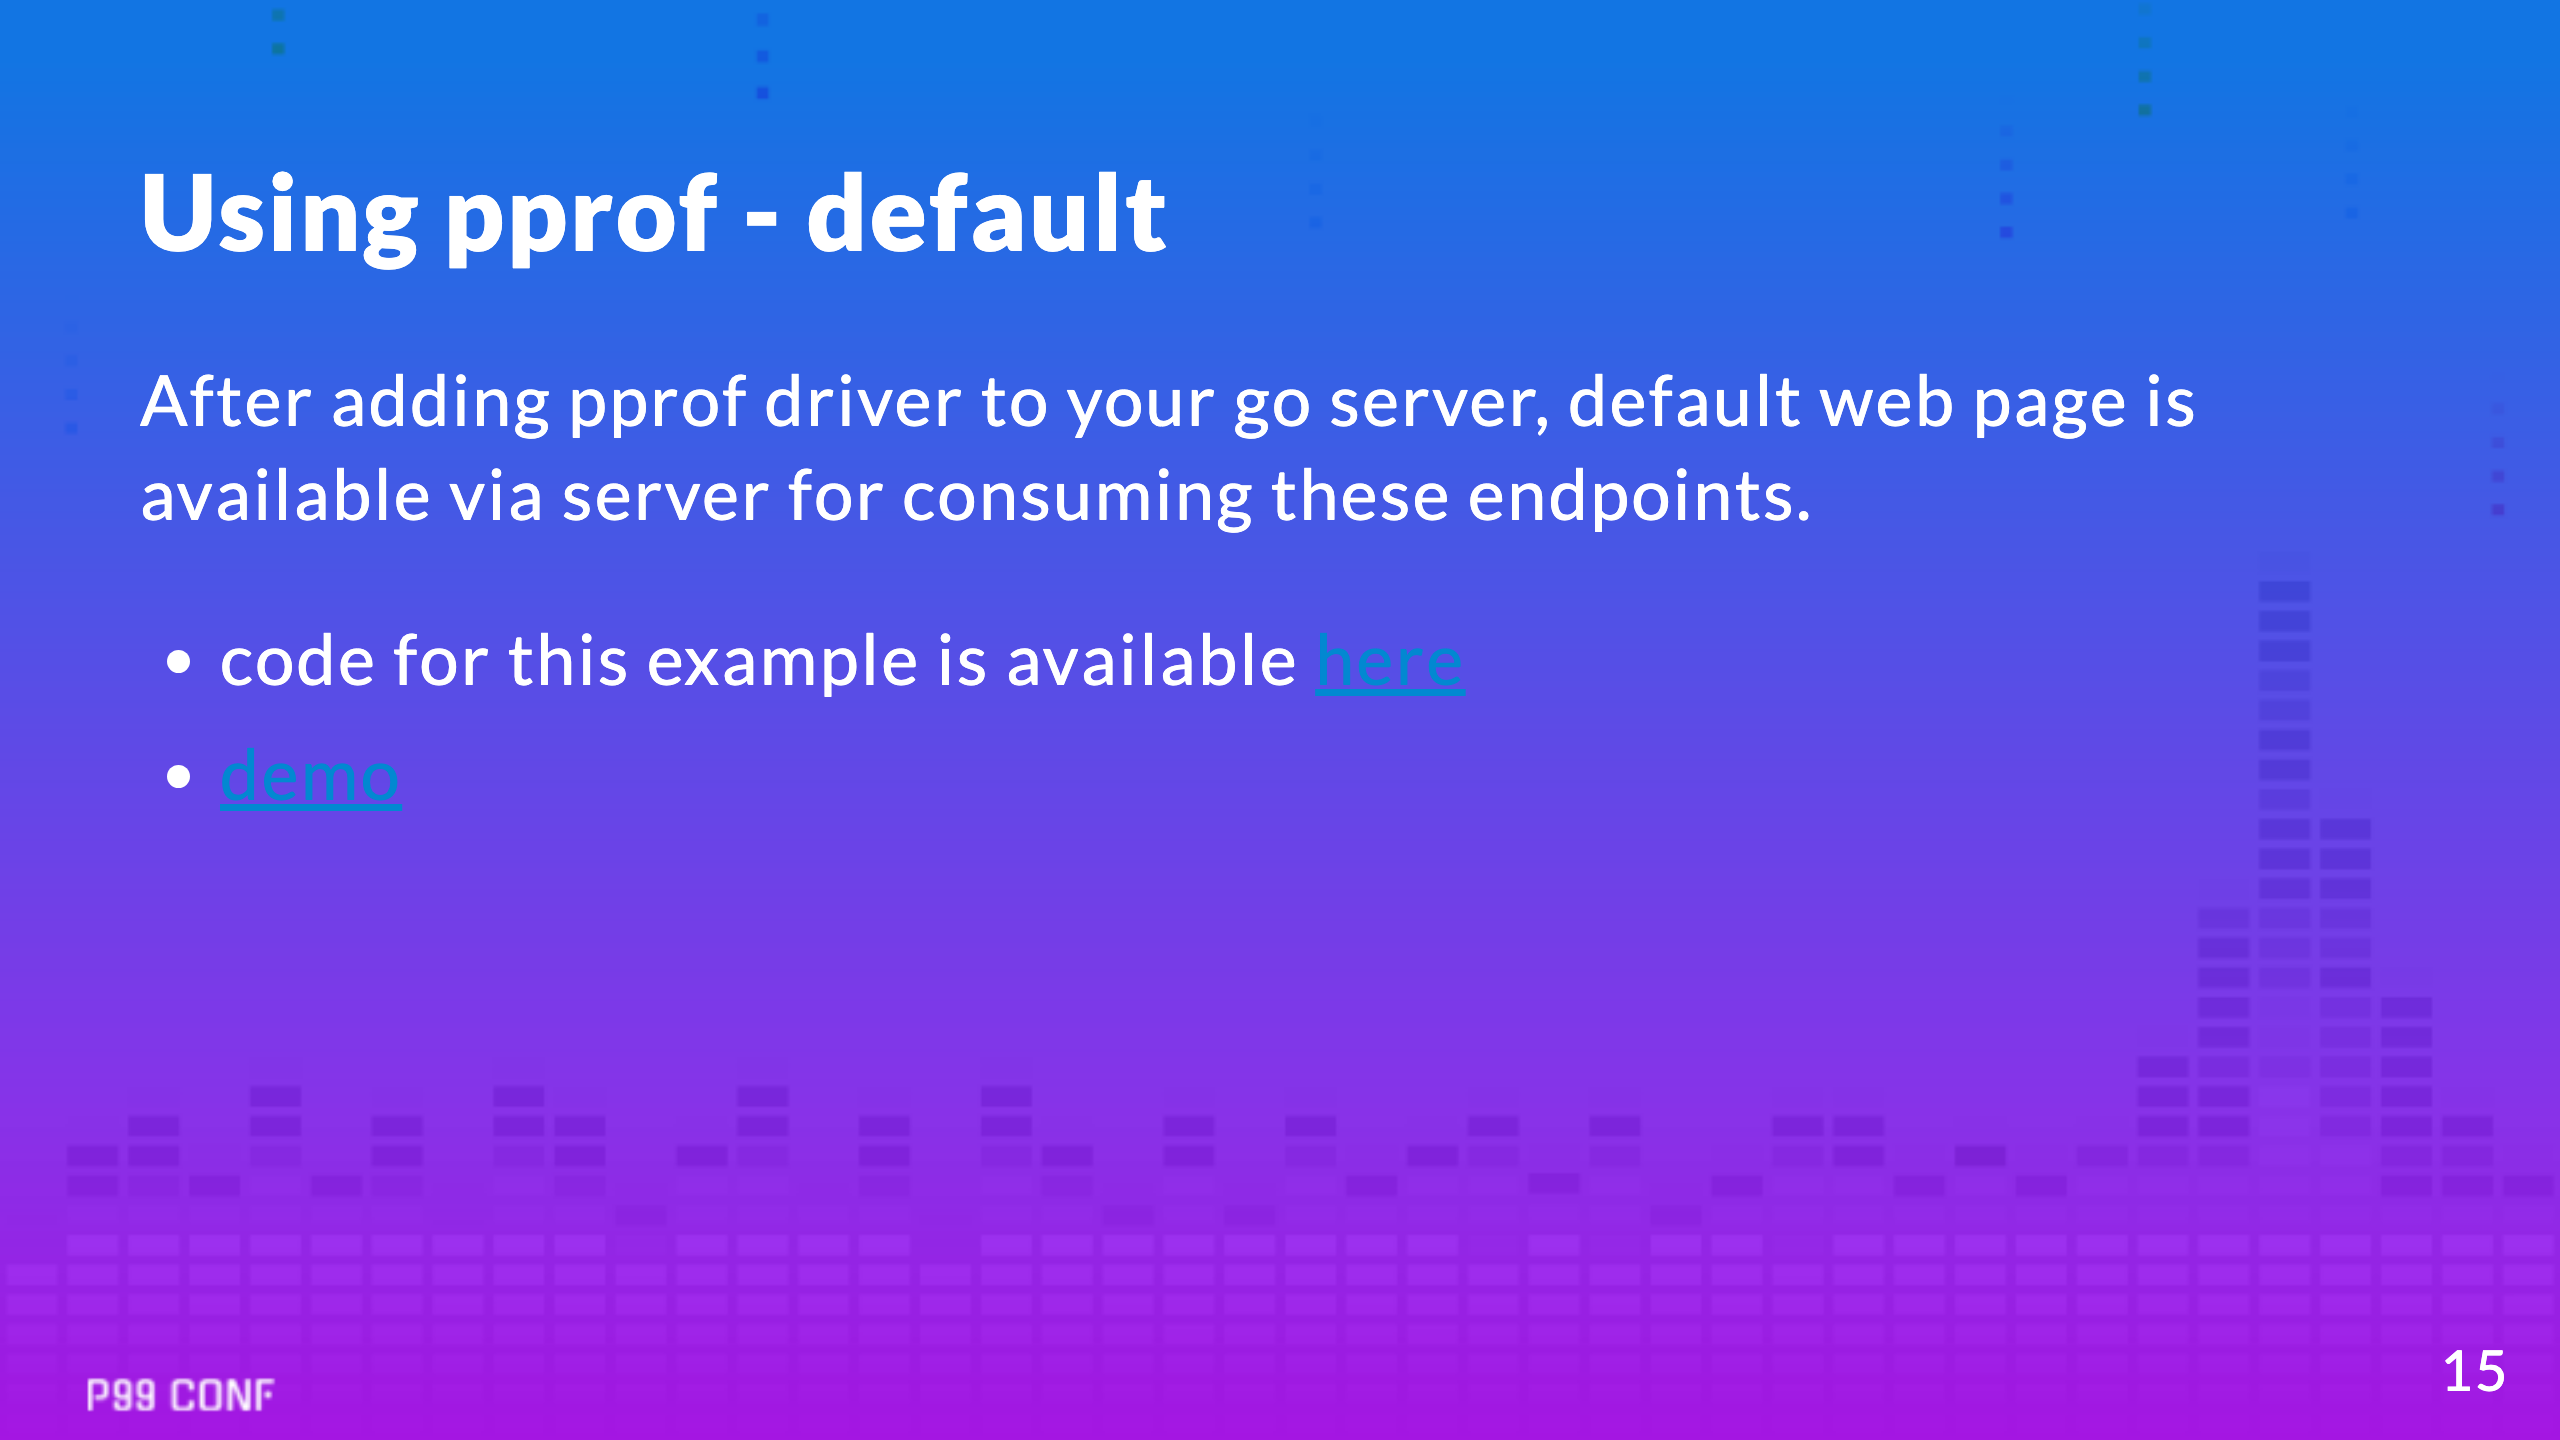 Using pprof - default
After adding pprof driver to your go server, default web page is
available via server for consuming these endpoints.
• code for this example is available here
• demo
P99 CONF
15